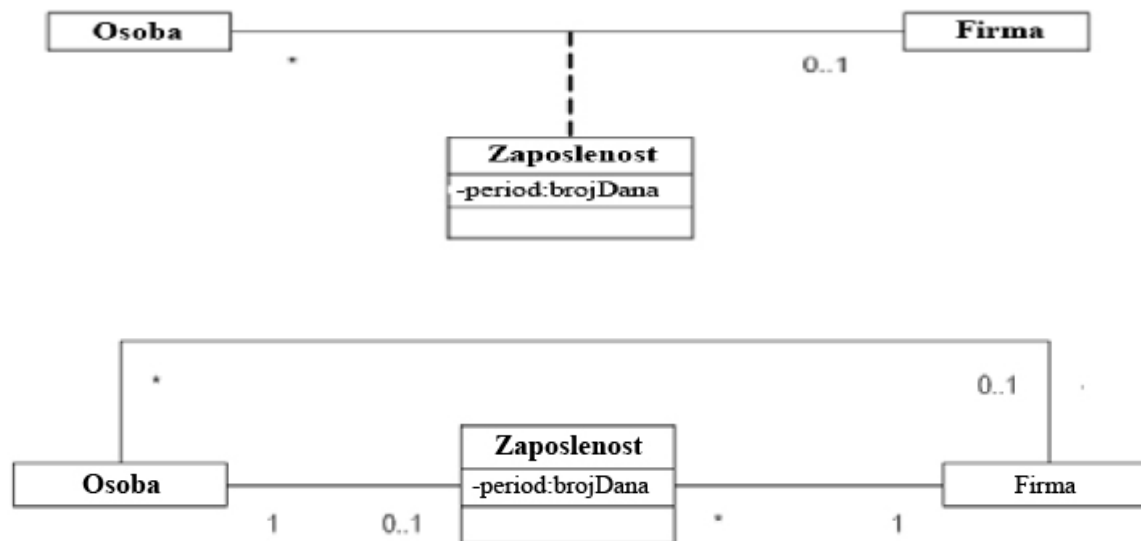 Osoba
Firma
*
0..1
Zaposlenost
-period:brojDana
*
0..1
Zaposlenost
Osoba
-period:brojDana
Firma
1
0..1
*
1